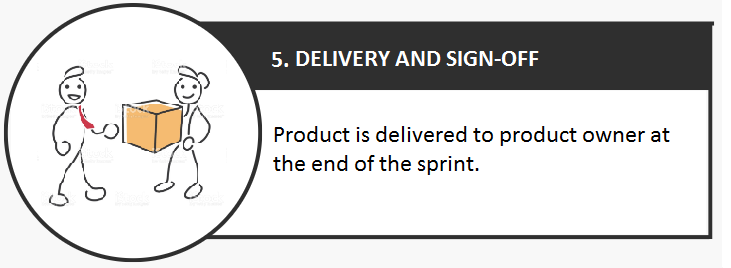 5. DELIVERY AND SIGN-OFF
Product is delivered to product owner at
the end of the sprint.